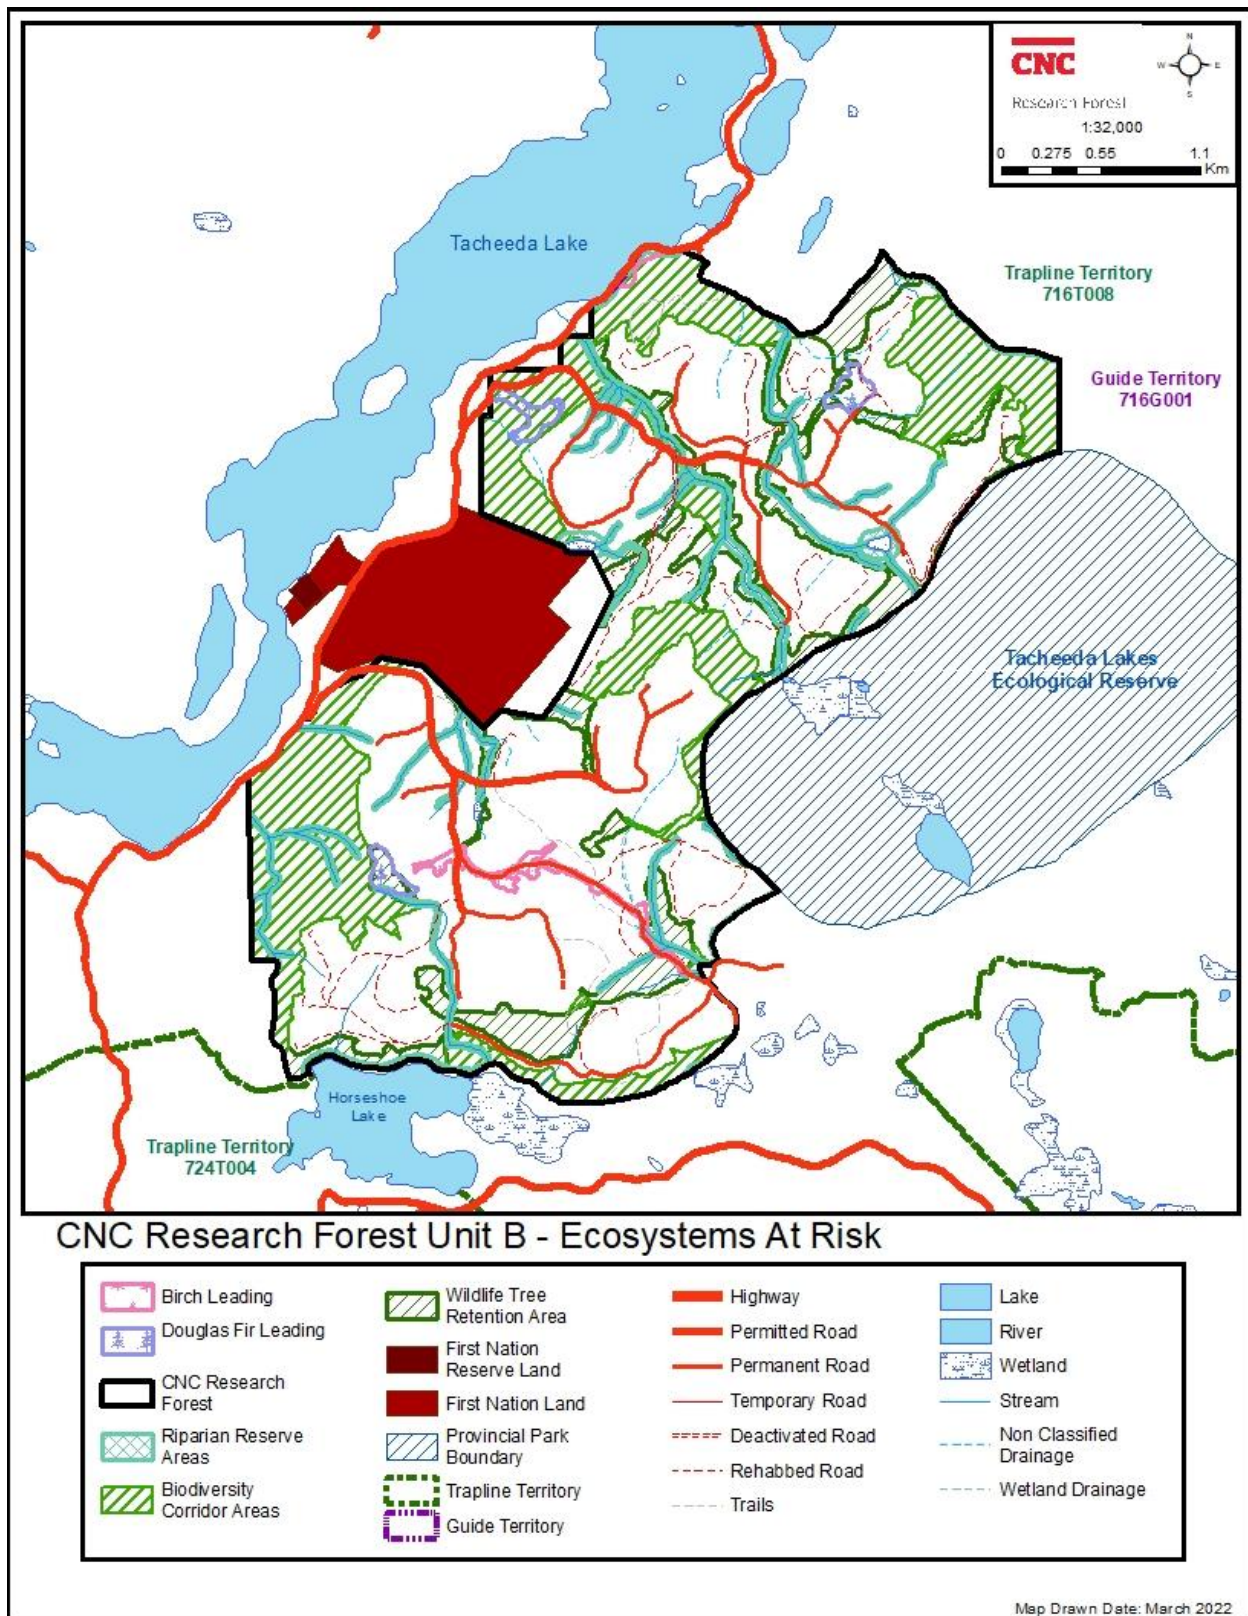 CNC
Research Forest
N
W
E
S
1:32,000
0 0.275 0.55 1.1
Km
Tacheeda Lake
Trapline Territory
716T008
Guide Territory
716G001
Tacheeda Lakes
Ecological Reserve
Horseshoe
Lake
Trapline Territory
724T004
CNC Research Forest Unit B - Ecosystems At Risk
Birch Leading
Douglas Fir Leading
CNC Research
Forest
Riparian Reserve
Areas
Biodiversity
Corridor Areas
Wildlife Tree
Retention Area
First Nation
Reserve Land
First Nation Land
Provincial Park
Boundary
Trapline Territory
Guide Territory
Highway
Permitted Road
Permanent Road
Temporary Road
Deactivated Road
Rehabbed Road
Trails
Lake
River
Wetland
Stream
Non Classified
Drainage
Wetland Drainage
Map Drawn Date: March 2022